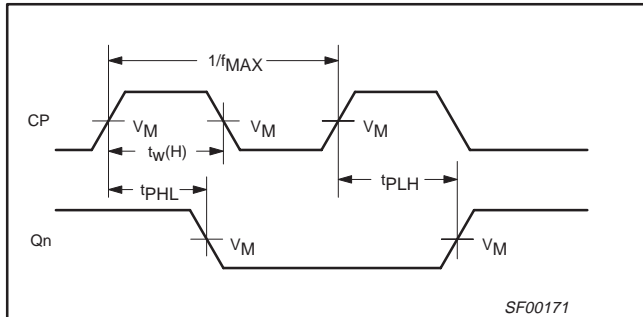 1/fMAX
CP
VM VM VM
tw(H)
tPHL tPLH
Qn
VM VM
SF00171